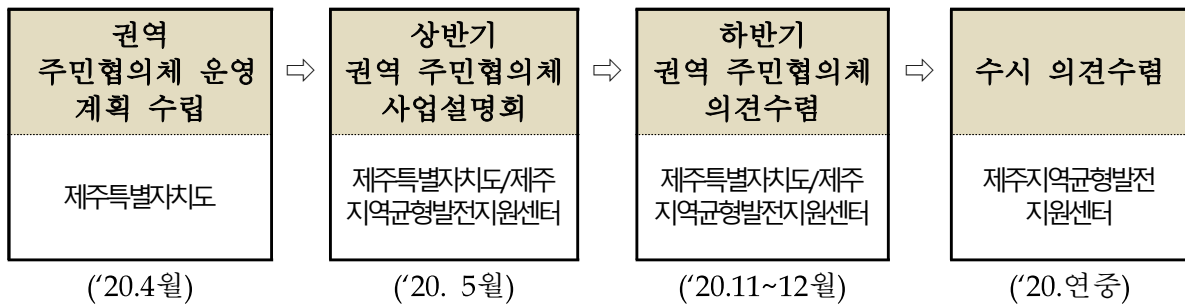 권역
주민협의체 운영
계획 수립
제주특별자치도
(‘20.4월)
⇨
상반기
권역 주민협의체
사업설명회
제주특별자치도/제주
지역균형발전지원센터
(‘20. 5월)
⇨
하반기
권역 주민협의체
의견수렴
제주특별자치도/제주
지역균형발전지원센터
(‘20.11~12월)
⇨
수시 의견수렴
제주지역균형발전
지원센터
(‘20.연중)